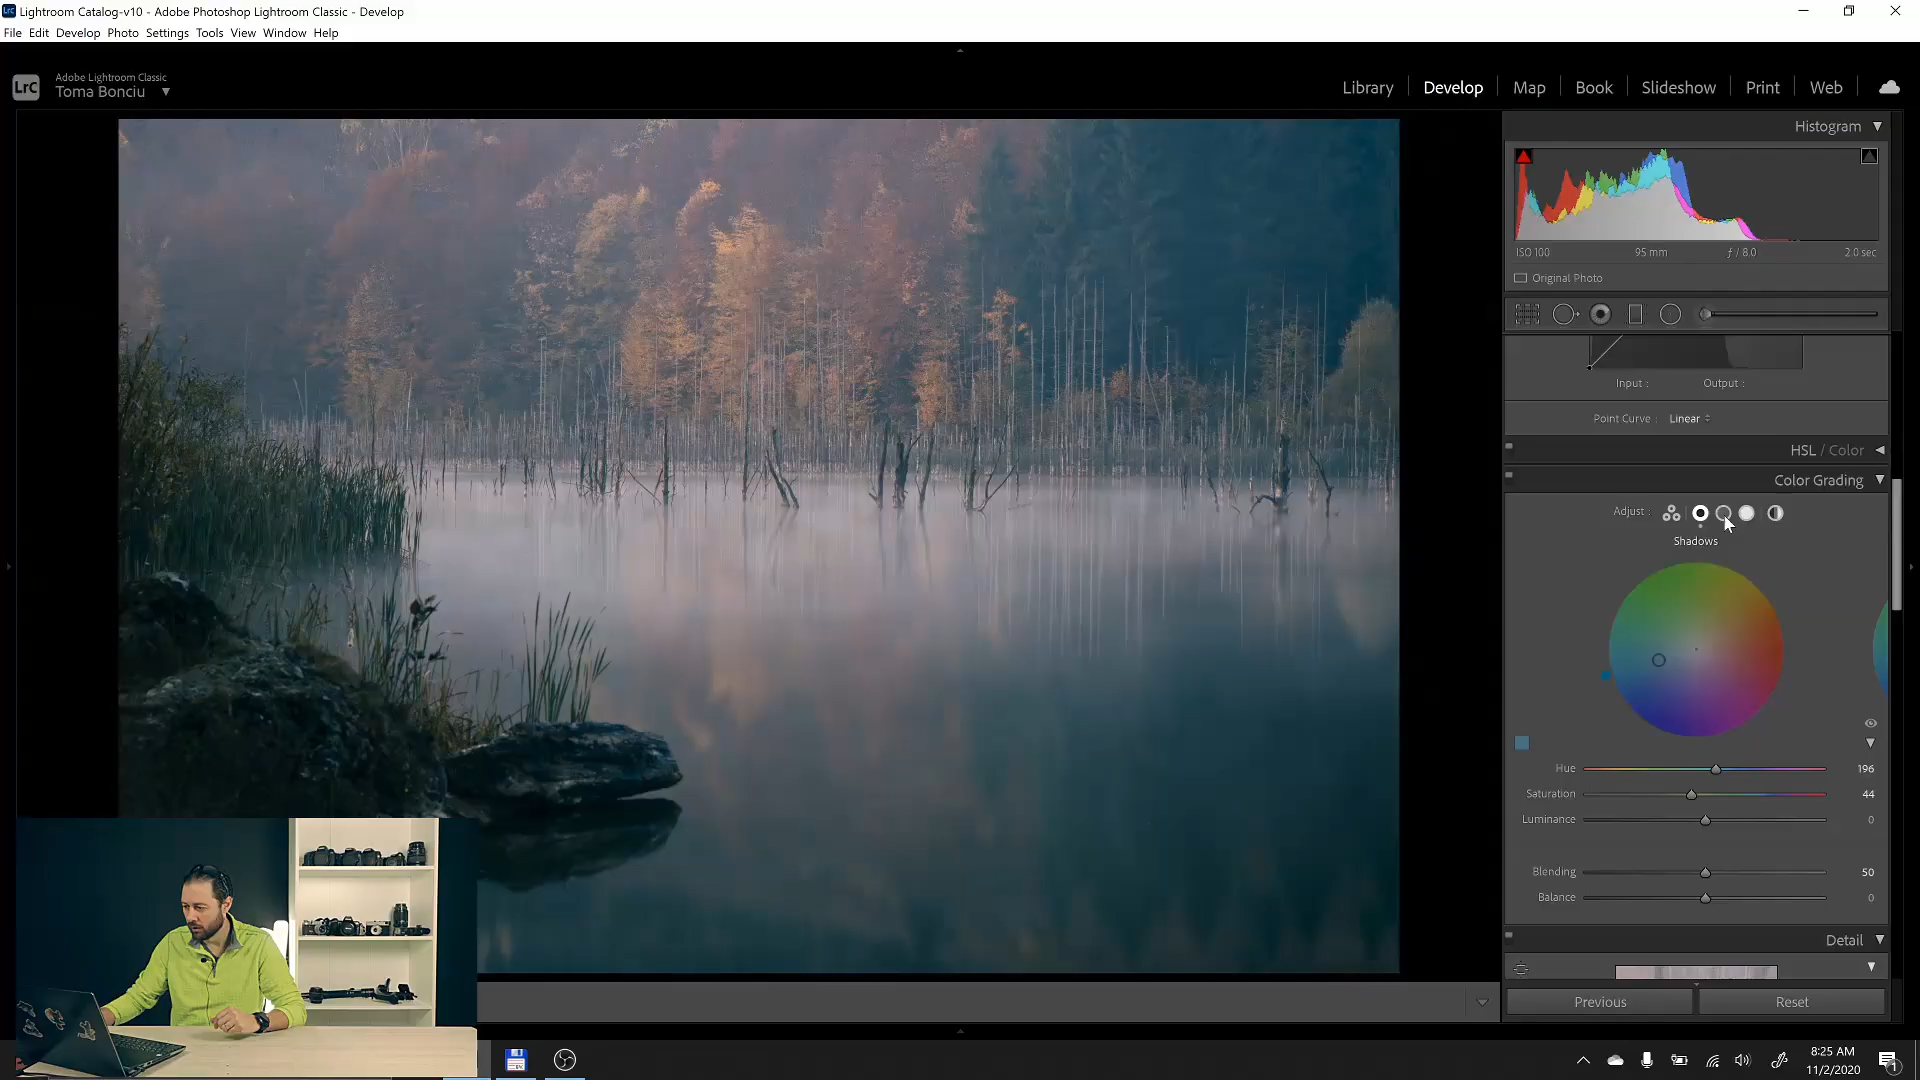 Lightroom Catalog-v10 - Adobe Photoshop Lightroom Classic - Develop
File Edit Develop Photo Settings Tools View Window Help
LrC
Adobe Lightroom Classic
Toma Bonciu
Library Develop Map Book Slideshow Print Web
Histogram
ISO 100 95 mm ƒ / 8.0 2.0 sec
Original Photo
Input : Output :
Point Curve : Linear
HSL / Color
Color Grading
Adjust :
Shadows
Hue 196
Saturation 44
Luminance 0
Blending 50
Balance 0
Detail
Previous Reset
8:25 AM
11/2/2020
1